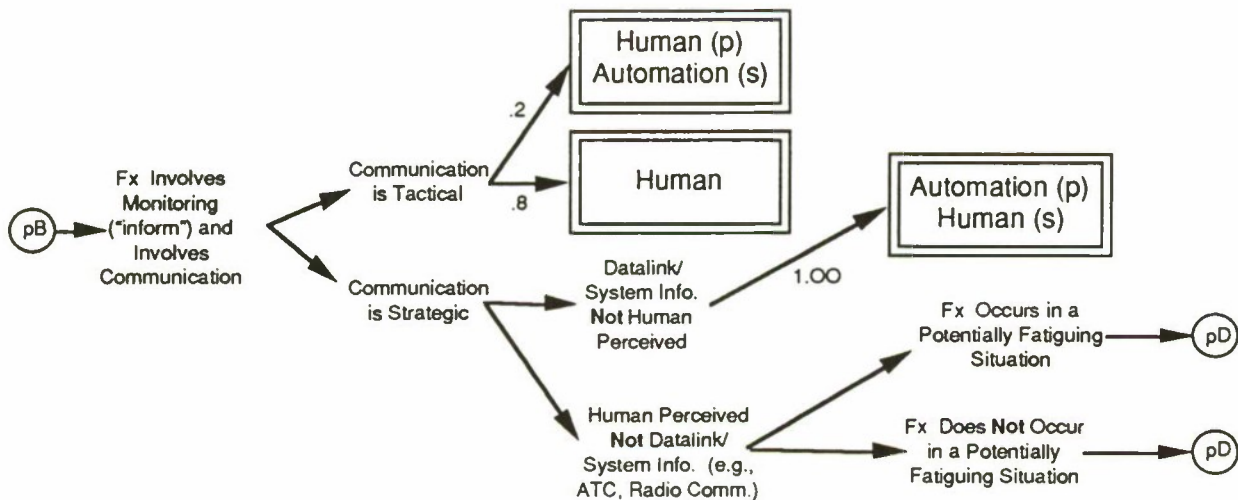 Human (p)
Automation (s)
.2
Communication
is Tactical
.8
Human
Fx Involves
Monitoring
("inform") and
Involves
Communication
pB
Automation (p)
Human (s)
Communication
is Strategic
Datalink/
System Info.
Not Human
Perceived
1.00
Fx Occurs in a
Potentially Fatiguing
Situation
pD
Human Perceived
Not Datalink/
System Info. (e.g.,
ATC, Radio Comm.)
Fx Does Not Occur
in a Potentially
Fatiguing Situation
pD